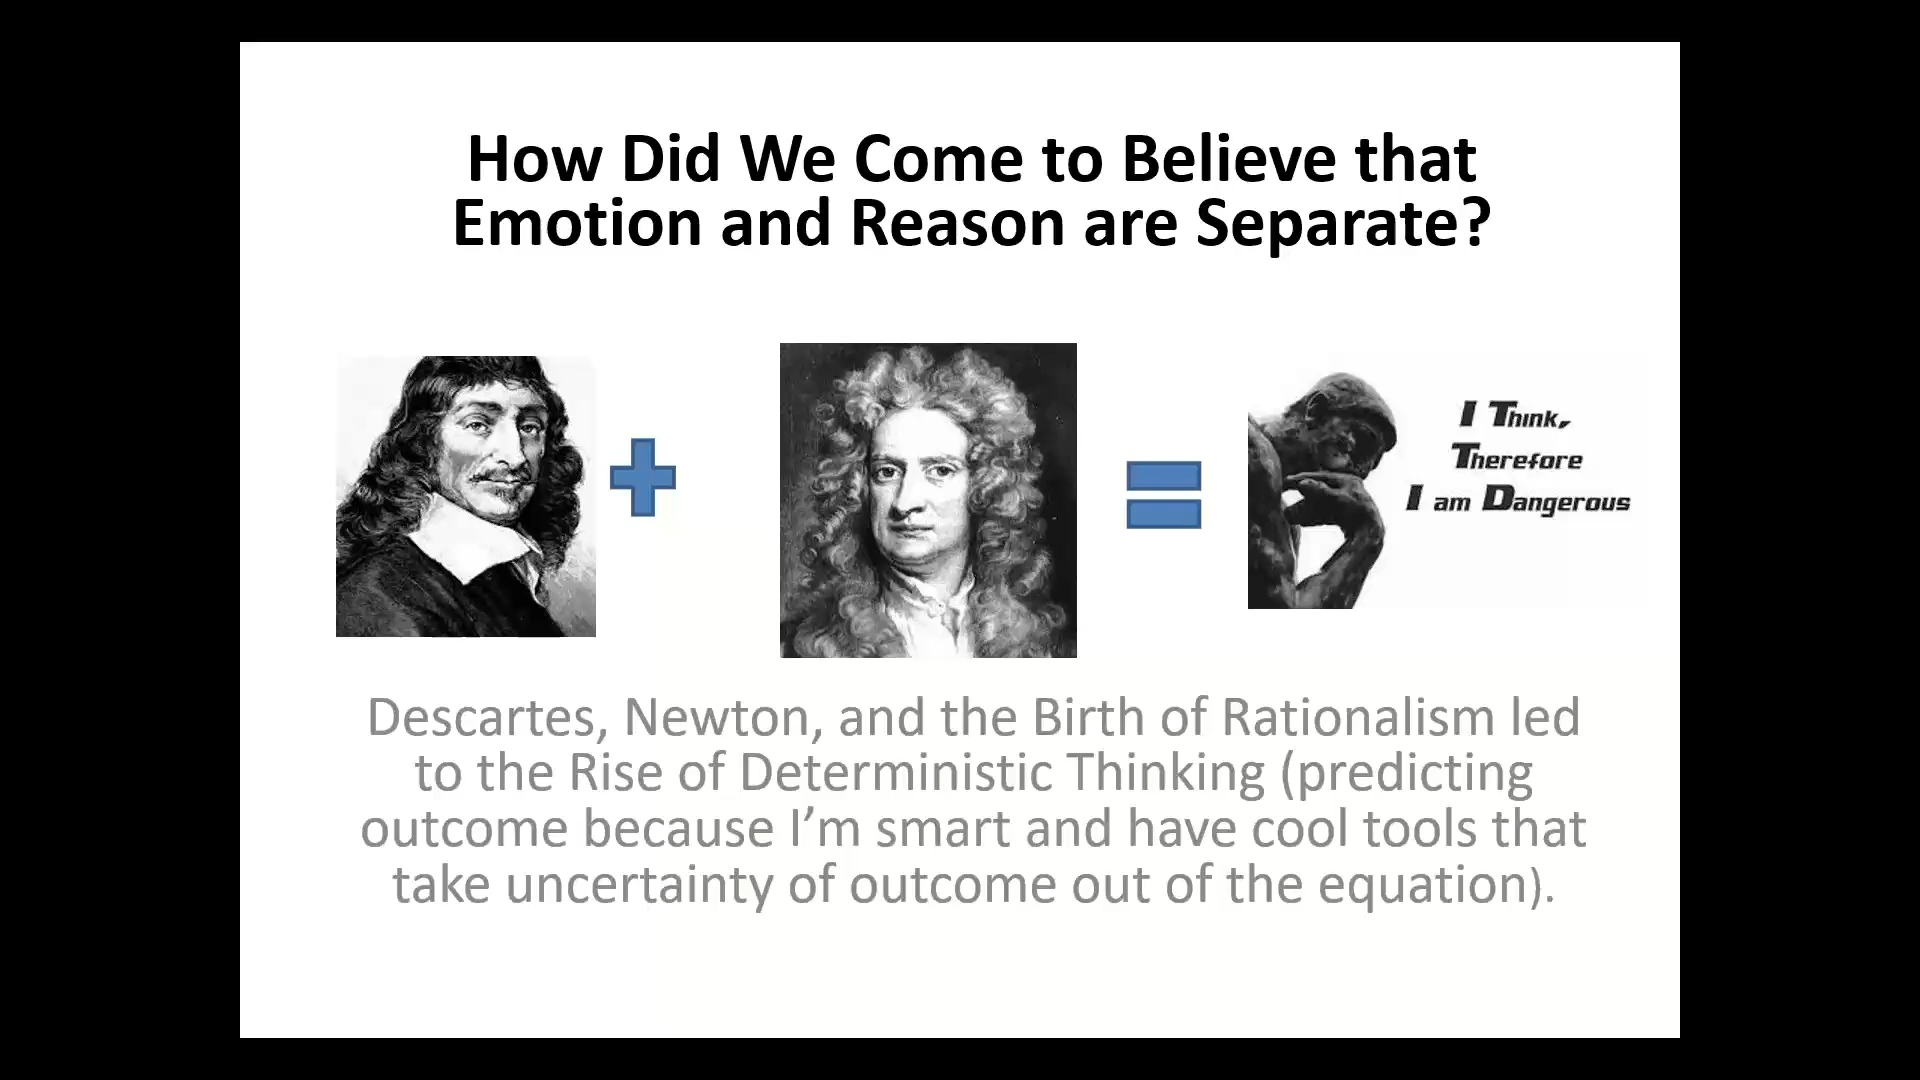 How Did We Come to Believe that
Emotion and Reason are Separate?
I Think,
Therefore
I am Dangerous
Descartes, Newton, and the Birth of Rationalism led
to the Rise of Deterministic Thinking (predicting
outcome because I’m smart and have cool tools that
take uncertainty of outcome out of the equation).